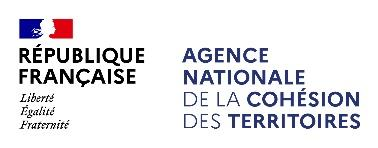 RÉPUBLIQUE
FRANÇAISE
Liberté
Égalité
Fraternité
AGENCE
NATIONALE
DE LA COHÉSION
DES TERRITOIRES